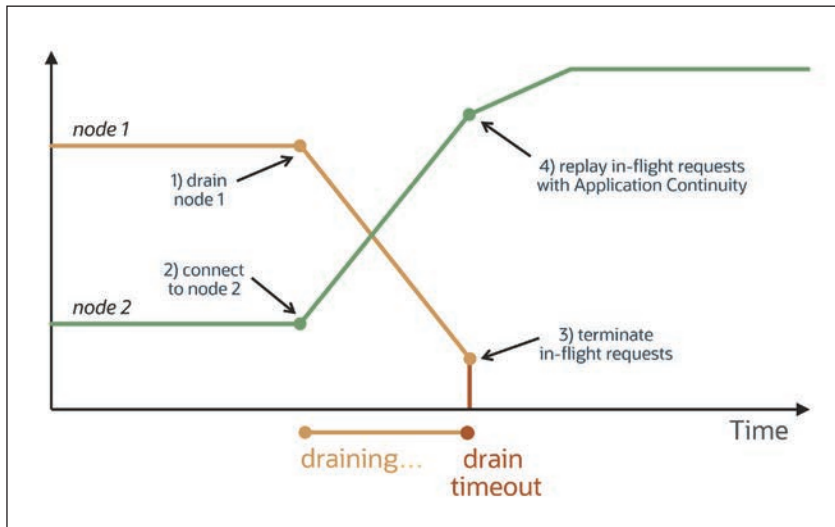 node 1
1) drain
node 1
4) replay in-flight requests
with Application Continuity
2) connect
to node 2
node 2
3) terminate
in-flight requests
Time
draining...
drain
timeout